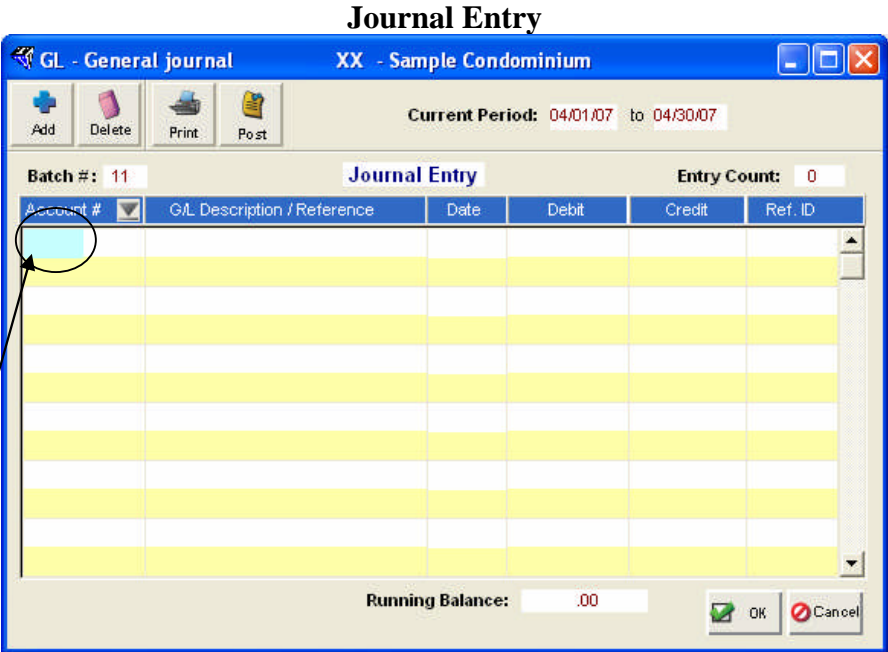 Journal Entry
GL - General journal XX - Sample Condominium
Add Delete Print Post Current Period: 04/01/07 to 04/30/07
Batch #: 11 Journal Entry Entry Count: 0
Account # G/L Description / Reference Date Debit Credit Ref. ID
Running Balance: .00 OK Cancel